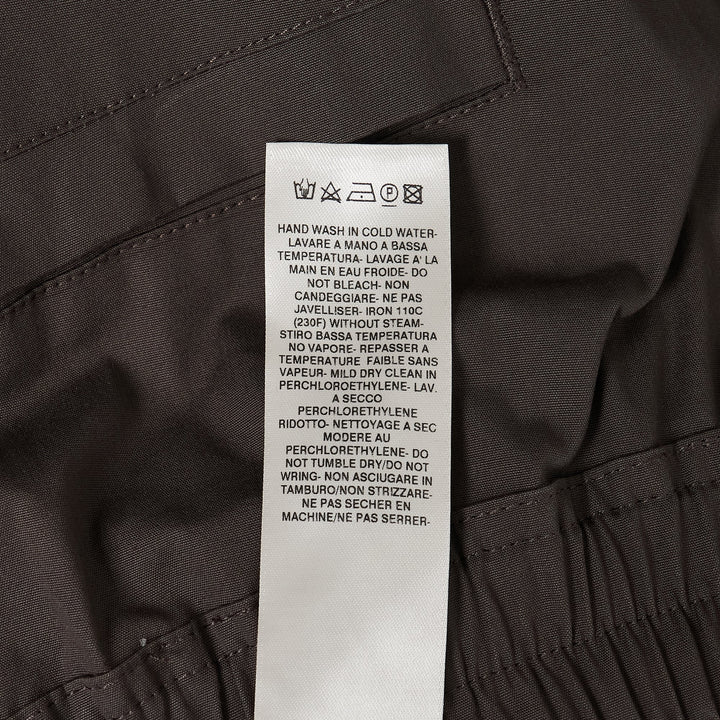 P
HAND WASH IN COLD WATER-
LAVARE A MANO A BASSA
TEMPERATURA- LAVAGE A' LA
MAIN EN EAU FROIDE- DO
NOT BLEACH- NON
CANDEGGIARE- NE PAS
JAVELLISER- IRON 110C
(230F) WITHOUT STEAM-
STIRO BASSA TEMPERATURA
NO VAPORE- REPASSER A
TEMPERATURE FAIBLE SANS
VAPEUR- MILD DRY CLEAN IN
PERCHLOROETHYLENE- LAV.
A SECCO
PERCHLORETHYLENE
RIDOTTO- NETTOYAGE A SEC
MODERE AU
PERCHLORETHYLENE- DO
NOT TUMBLE DRY/DO NOT
WRING- NON ASCIUGARE IN
TAMBURO/NON STRIZZARE-
NE PAS SECHER EN
MACHINE/NE PAS SERRER-